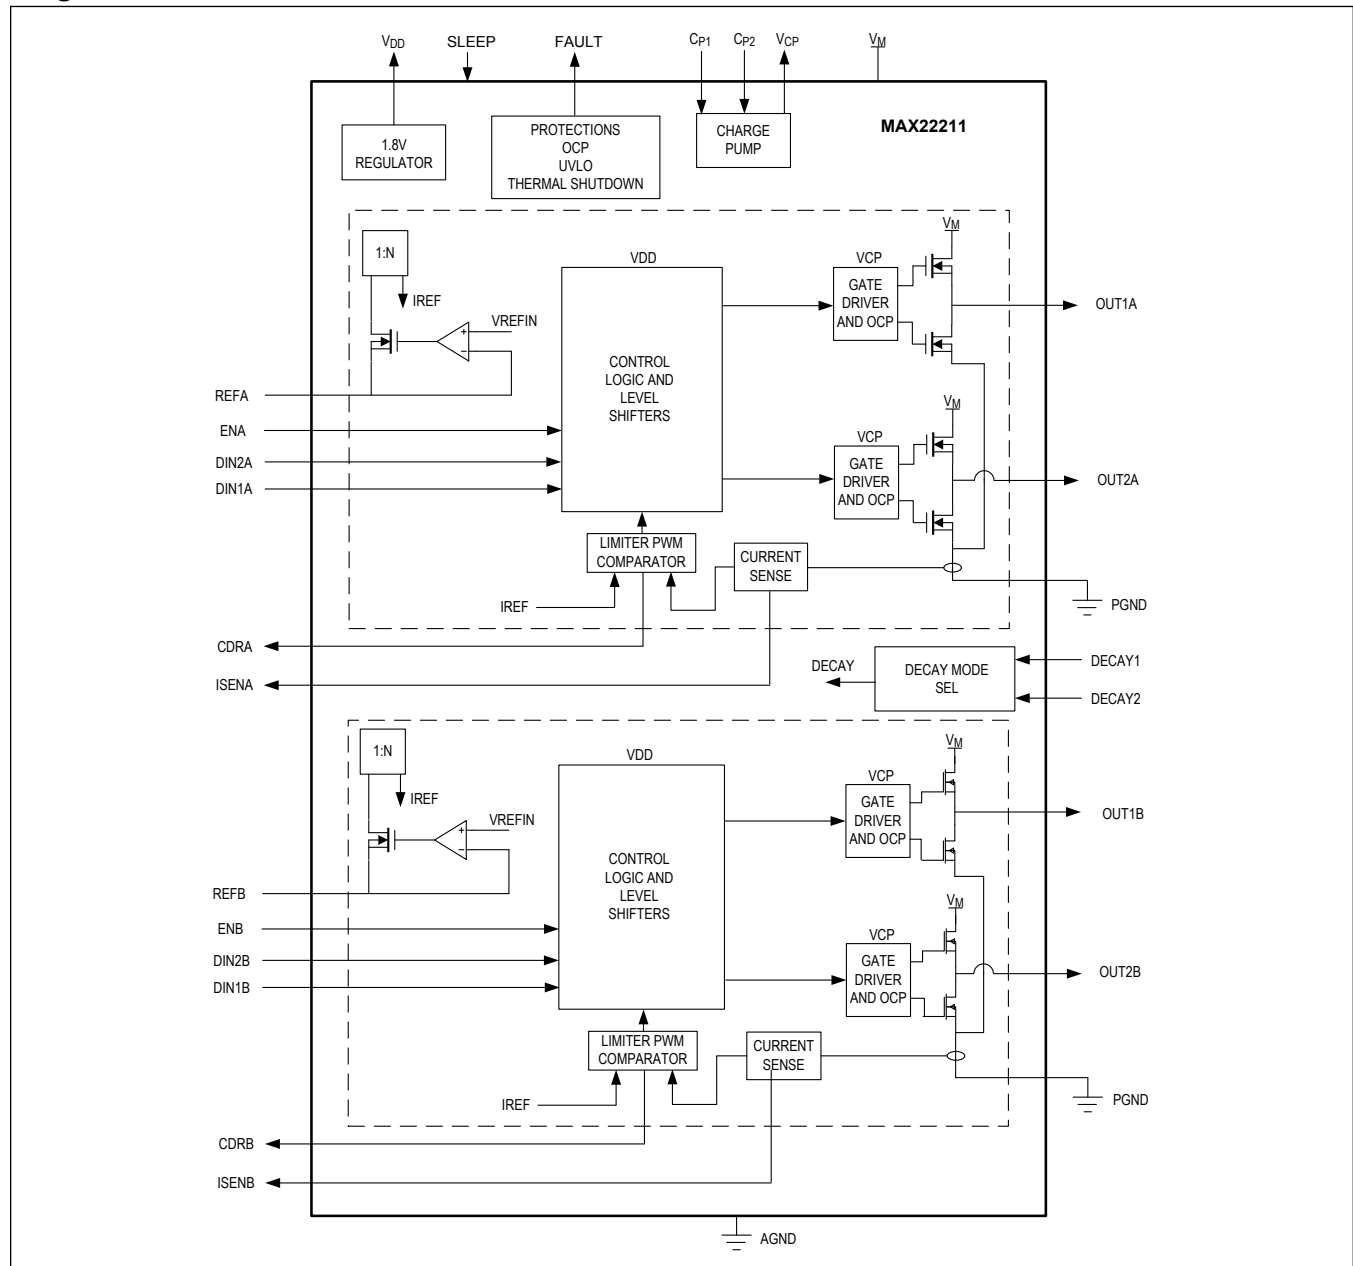 VDD
SLEEP
FAULT
CP1
CP2
VCP
VM
MAX22211
1.8V
REGULATOR
PROTECTIONS
OCP
UVLO
THERMAL SHUTDOWN
CHARGE
PUMP
1:N
IREF
VREFIN
VDD
CONTROL
LOGIC AND
LEVEL
SHIFTERS
VCP
GATE
DRIVER
AND OCP
VM
OUT1A
REFA
ENA
DIN2A
DIN1A
VCP
GATE
DRIVER
AND OCP
VM
OUT2A
LIMITER PWM
COMPARATOR
CURRENT
SENSE
IREF
PGND
CDRA
ISENA
DECAY
DECAY MODE
SEL
DECAY1
DECAY2
1:N
IREF
VREFIN
VDD
CONTROL
LOGIC AND
LEVEL
SHIFTERS
VCP
GATE
DRIVER
AND OCP
VM
OUT1B
REFB
ENB
DIN2B
DIN1B
VCP
GATE
DRIVER
AND OCP
VM
OUT2B
LIMITER PWM
COMPARATOR
CURRENT
SENSE
IREF
PGND
CDRB
ISENB
AGND